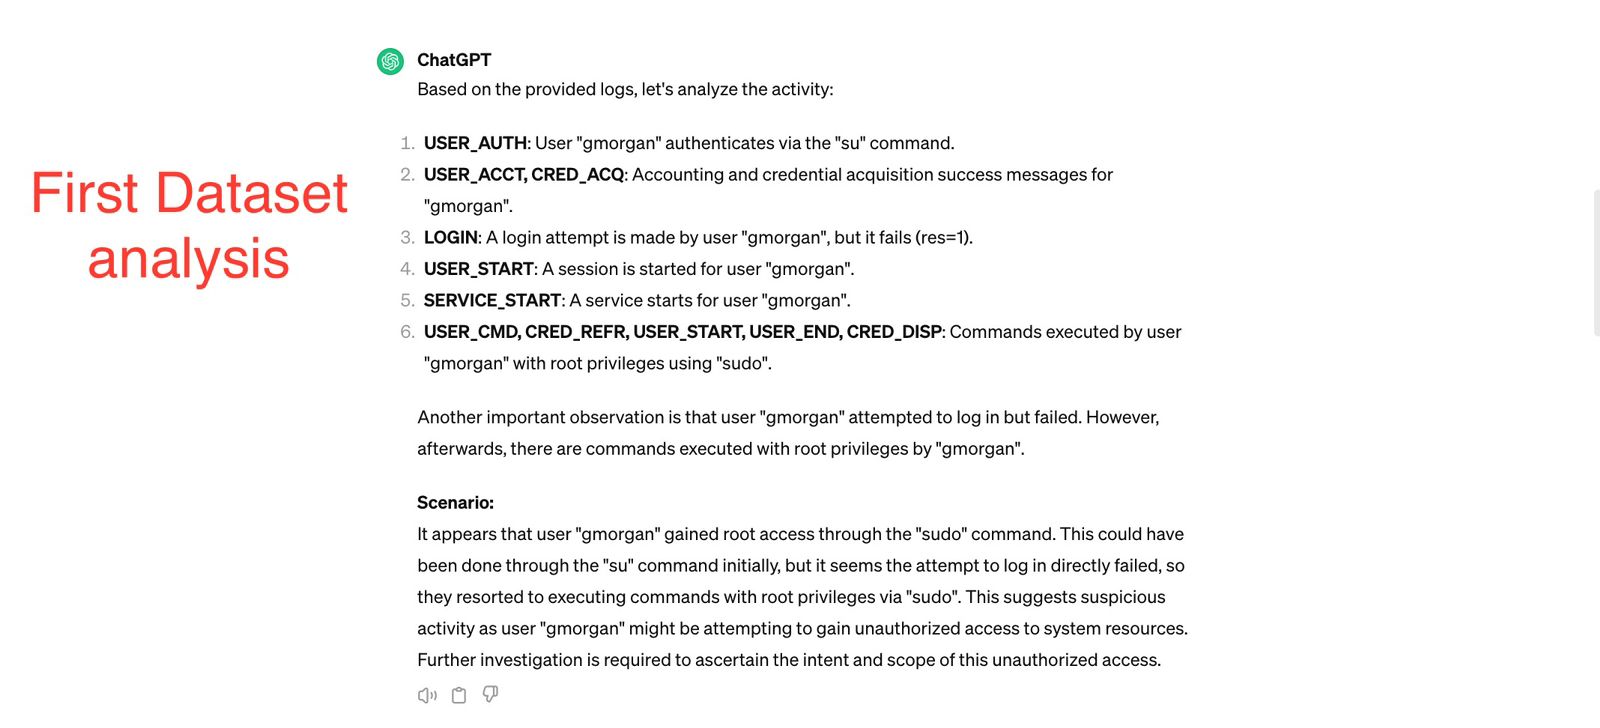 First Dataset
analysis
ChatGPT
Based on the provided logs, let's analyze the activity:
1. USER_AUTH: User "gmorgan" authenticates via the "su" command.
2. USER_ACCT, CRED_ACQ: Accounting and credential acquisition success messages for
"gmorgan".
3. LOGIN: A login attempt is made by user "gmorgan", but it fails (res=1).
4. USER_START: A session is started for user "gmorgan".
5. SERVICE_START: A service starts for user "gmorgan".
6. USER_CMD, CRED_REFR, USER_START, USER_END, CRED_DISP: Commands executed by user
"gmorgan" with root privileges using "sudo".
Another important observation is that user "gmorgan" attempted to log in but failed. However,
afterwards, there are commands executed with root privileges by "gmorgan".
Scenario:
It appears that user "gmorgan" gained root access through the "sudo" command. This could have
been done through the "su" command initially, but it seems the attempt to log in directly failed, so
they resorted to executing commands with root privileges via "sudo". This suggests suspicious
activity as user "gmorgan" might be attempting to gain unauthorized access to system resources.
Further investigation is required to ascertain the intent and scope of this unauthorized access.